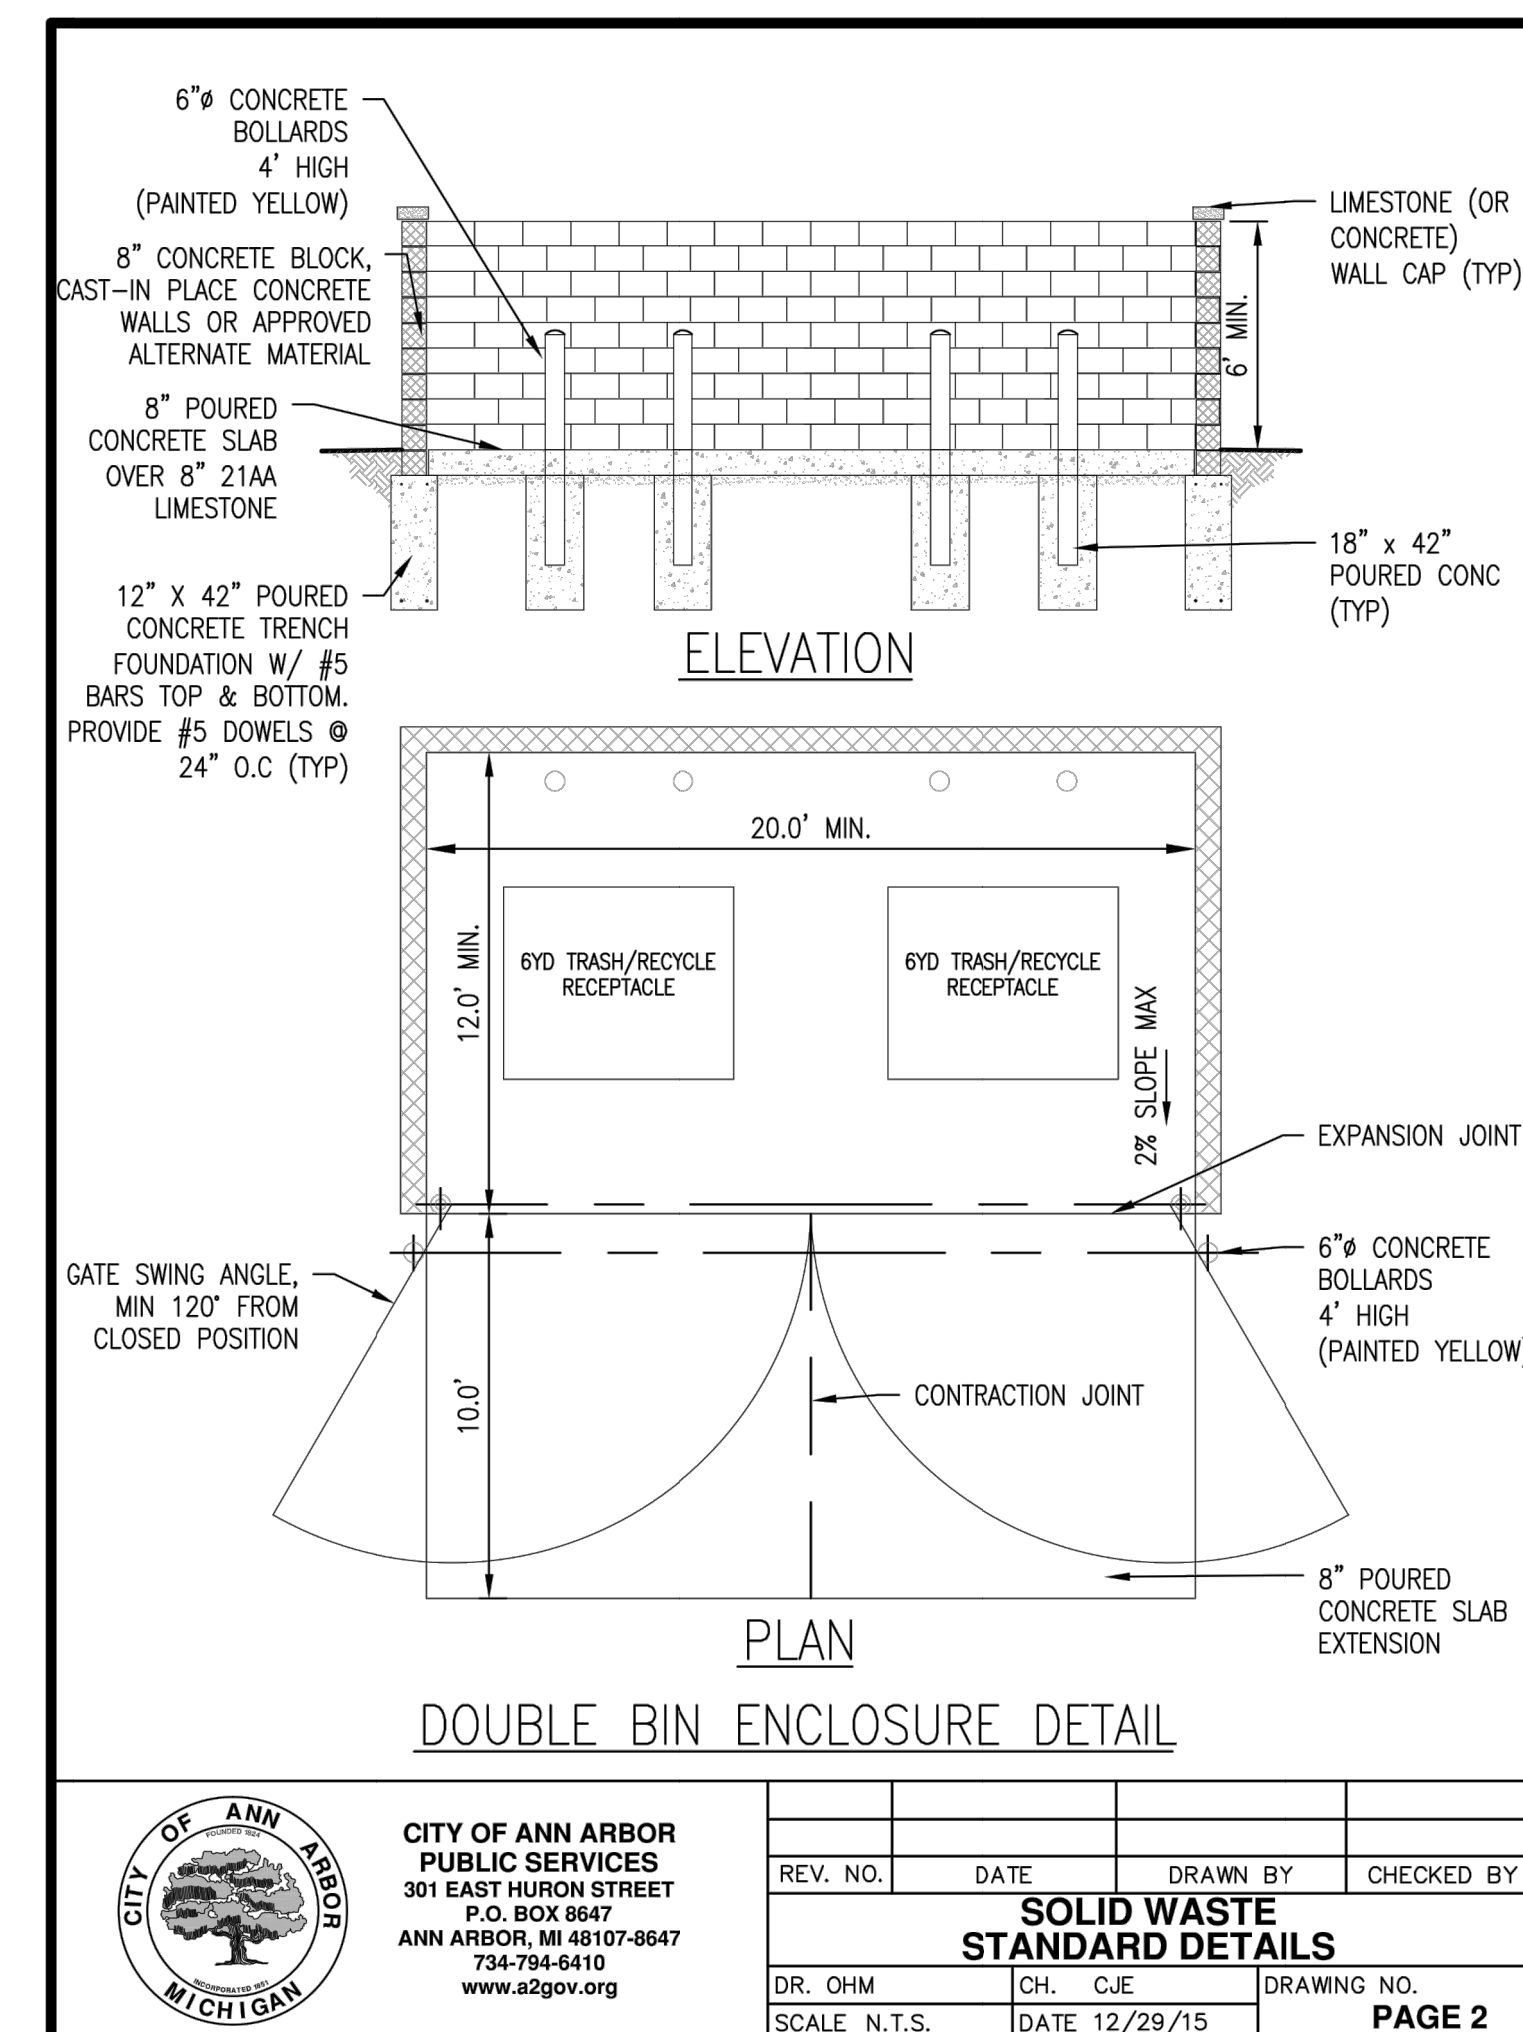 6"ø CONCRETE
BOLLARDS
4' HIGH
(PAINTED YELLOW)
8" CONCRETE BLOCK,
CAST-IN PLACE CONCRETE
WALLS OR APPROVED
ALTERNATE MATERIAL
8" POURED
CONCRETE SLAB
OVER 8" 21AA
LIMESTONE
12" X 42" POURED
CONCRETE TRENCH
FOUNDATION W/ #5
BARS TOP & BOTTOM.
PROVIDE #5 DOWELS @
24" O.C (TYP)
LIMESTONE (OR
CONCRETE)
WALL CAP (TYP)
6' MIN.
18" x 42"
POURED CONC
(TYP)
ELEVATION
20.0' MIN.
12.0' MIN.
6YD TRASH/RECYCLE
RECEPTACLE
6YD TRASH/RECYCLE
RECEPTACLE
2% SLOPE MAX
EXPANSION JOINT
6"ø CONCRETE
BOLLARDS
4' HIGH
(PAINTED YELLOW)
GATE SWING ANGLE,
MIN 120° FROM
CLOSED POSITION
10.0'
CONTRACTION JOINT
8" POURED
CONCRETE SLAB
EXTENSION
PLAN
DOUBLE BIN ENCLOSURE DETAIL
CITY OF ANN ARBOR
FOUNDED 1824
INCORPORATED 1851
MICHIGAN
CITY OF ANN ARBOR
PUBLIC SERVICES
301 EAST HURON STREET
P.O. BOX 8647
ANN ARBOR, MI 48107-8647
734-794-6410
www.a2gov.org
REV. NO. DATE DRAWN BY CHECKED BY
SOLID WASTE
STANDARD DETAILS
DR. OHM CH. CJE DRAWING NO.
SCALE N.T.S. DATE 12/29/15 PAGE 2